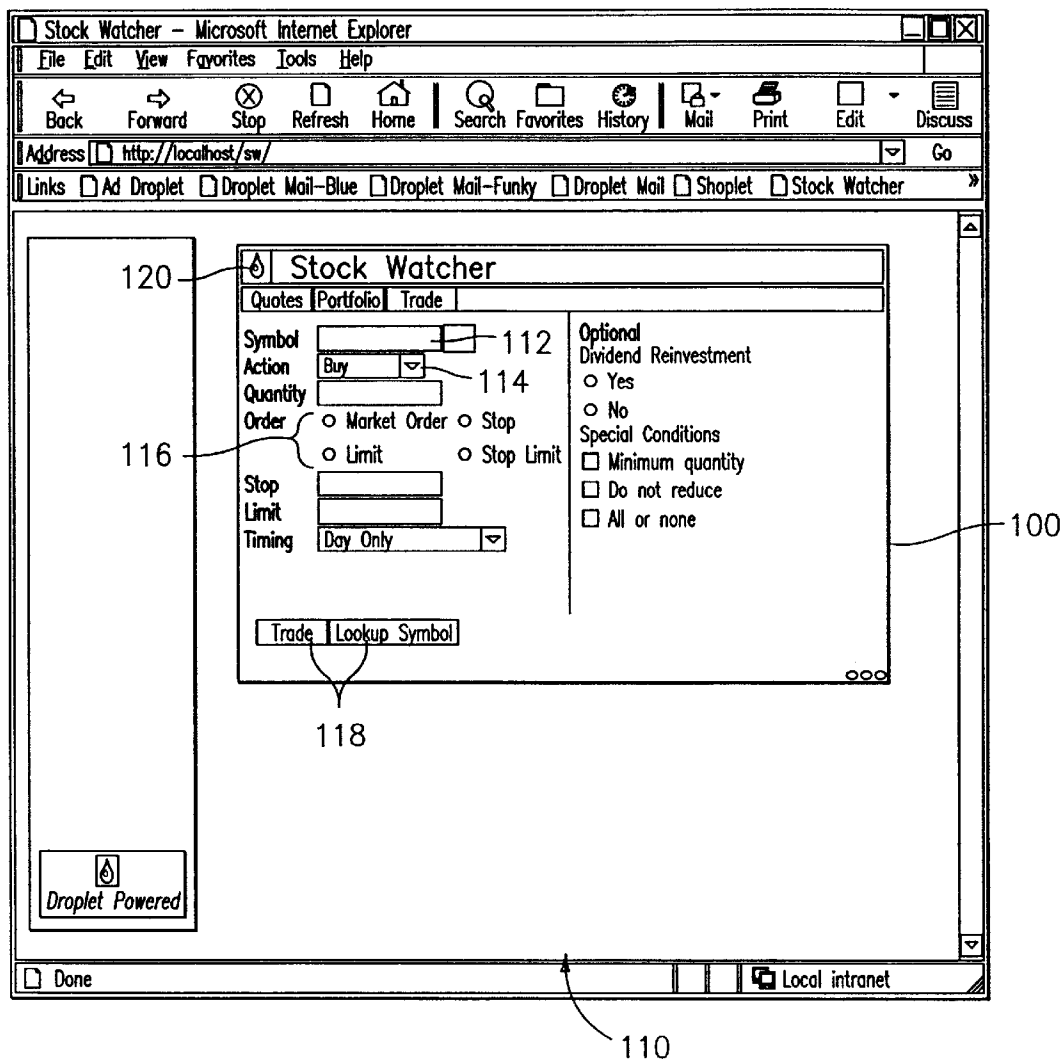 Stock Watcher – Microsoft Internet Explorer
File Edit View Favorites Tools Help
Back Forward Stop Refresh Home Search Favorites History Mail Print Edit Discuss
Address http://localhost/sw/ Go
Links Ad Droplet Droplet Mail–Blue Droplet Mail–Funky Droplet Mail Shoplet Stock Watcher »
120 Stock Watcher
Quotes Portfolio Trade
Symbol 112
Action Buy 114
Quantity
Order Market Order Stop
116 Limit Stop Limit
Stop
Limit
Timing Day Only
Optional
Dividend Reinvestment
Yes
No
Special Conditions
Minimum quantity
Do not reduce
All or none
100
Trade Lookup Symbol
118
Droplet Powered
Done Local intranet
110